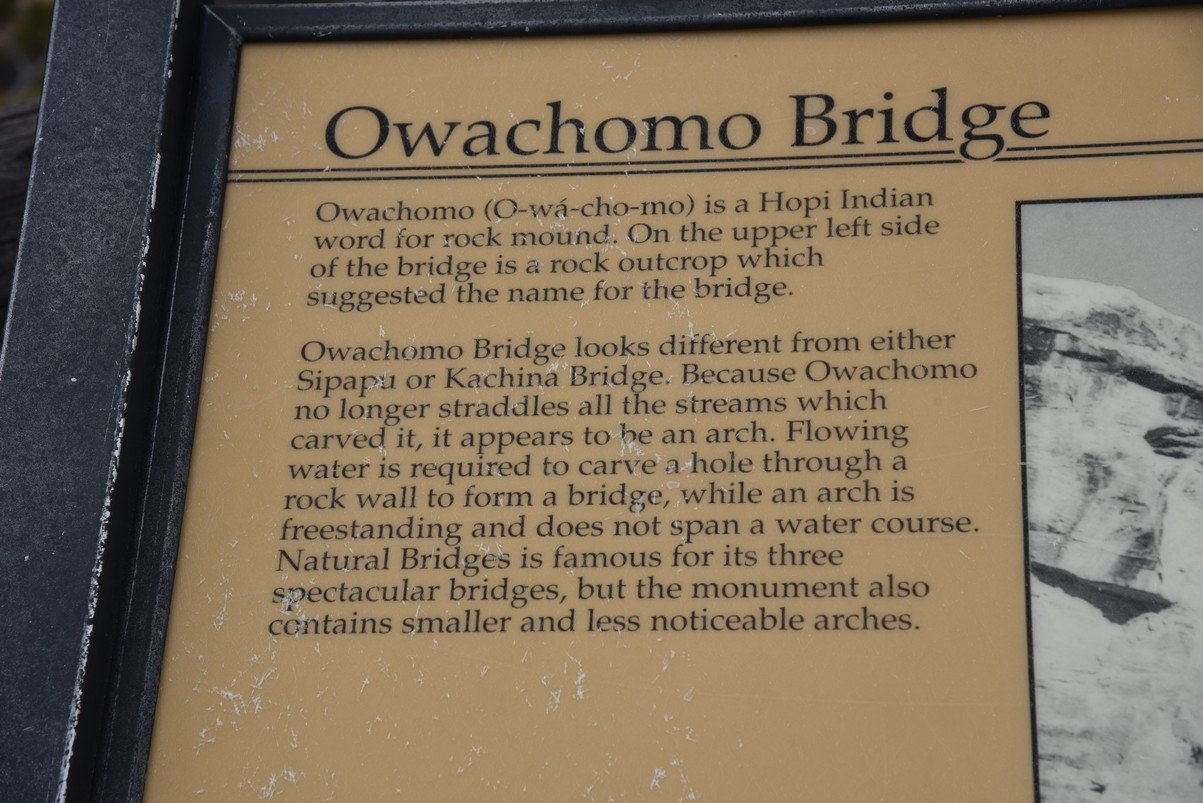 Owachomo Bridge
Owachomo (O-wá-cho-mo) is a Hopi Indian
word for rock mound. On the upper left side
of the bridge is a rock outcrop which
suggested the name for the bridge.
Owachomo Bridge looks different from either
Sipapu or Kachina Bridge. Because Owachomo
no longer straddles all the streams which
carved it, it appears to be an arch. Flowing
water is required to carve a hole through a
rock wall to form a bridge, while an arch is
freestanding and does not span a water course.
Natural Bridges is famous for its three
spectacular bridges, but the monument also
contains smaller and less noticeable arches.